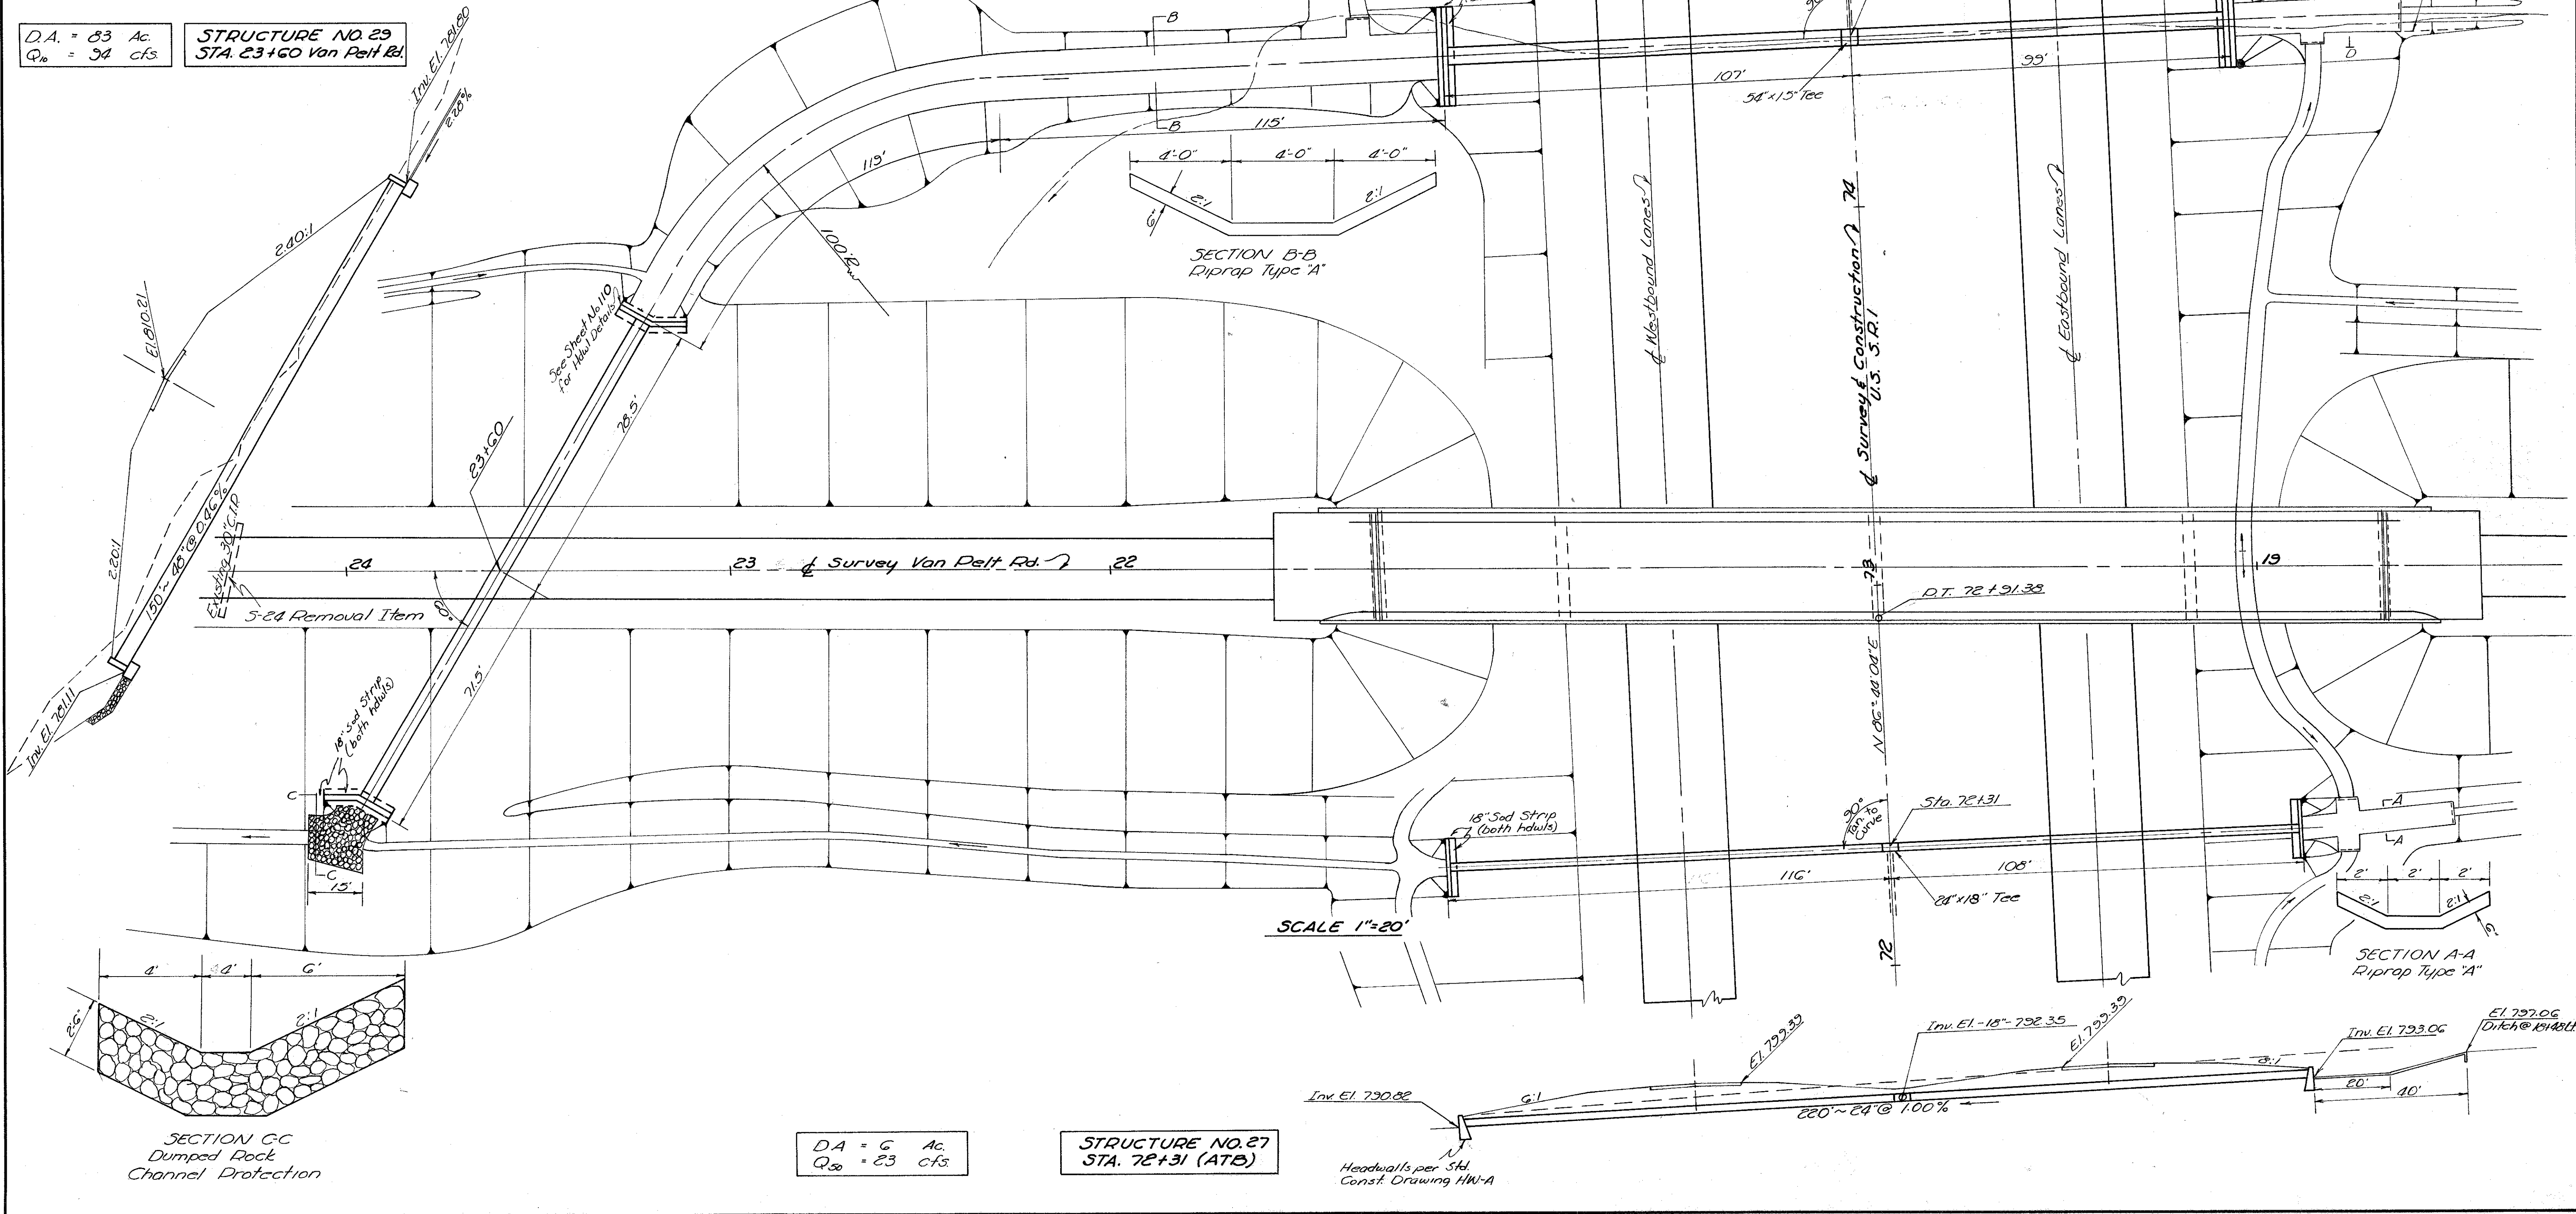 D.A. = 83 Ac.
Q10 = 94 cfs.
STRUCTURE NO. 29
STA. 23+60 Van Pelt Rd.
Inv. El. 781.80
2.28%
2.40:1
El. 810.21
2.20:1
150' ~ 48" @ 0.46%
Existing 30" C.I.P.
S-24 Removal Item
Inv. El. 781.11
B
B
115'
119'
100' R
107'
99'
54"x15" Tee
D
4'-0" 4'-0" 4'-0"
2:1
2:1
6"
SECTION B-B
Riprap Type "A"
See Sheet No. 110
for Hdwl Details
78.5'
23+60
71.5'
18" Sod Strip
(both hdwls)
C
C
15'
24
23
℄ Survey Van Pelt Rd.
22
19
℄ Westbound Lanes
℄ Survey & Construction
U.S. S.R. 1
74
℄ Eastbound Lanes
73
P.T. 72+91.38
N 86°-44'-04" E
90°
Tan. to
Curve
Sta. 72+31
18" Sod Strip
(both hdwls)
116'
108'
24"x18" Tee
72
A
A
2' 2' 2'
2:1
2:1
6"
SECTION A-A
Riprap Type "A"
SCALE 1"=20'
4' 4' 6'
2'-6"
2:1
2:1
SECTION C-C
Dumped Rock
Channel Protection
D.A = 6 Ac.
Q50 = 23 cfs.
STRUCTURE NO. 27
STA. 72+31 (ATB)
Inv. El. 790.82
6:1
El. 799.39
Inv. El. -18"- 792.35
El. 799.39
8:1
Inv. El. 793.06
El. 797.06
20'
40'
220' ~ 24" @ 1.00%
Headwalls per Std.
Const. Drawing HW-A